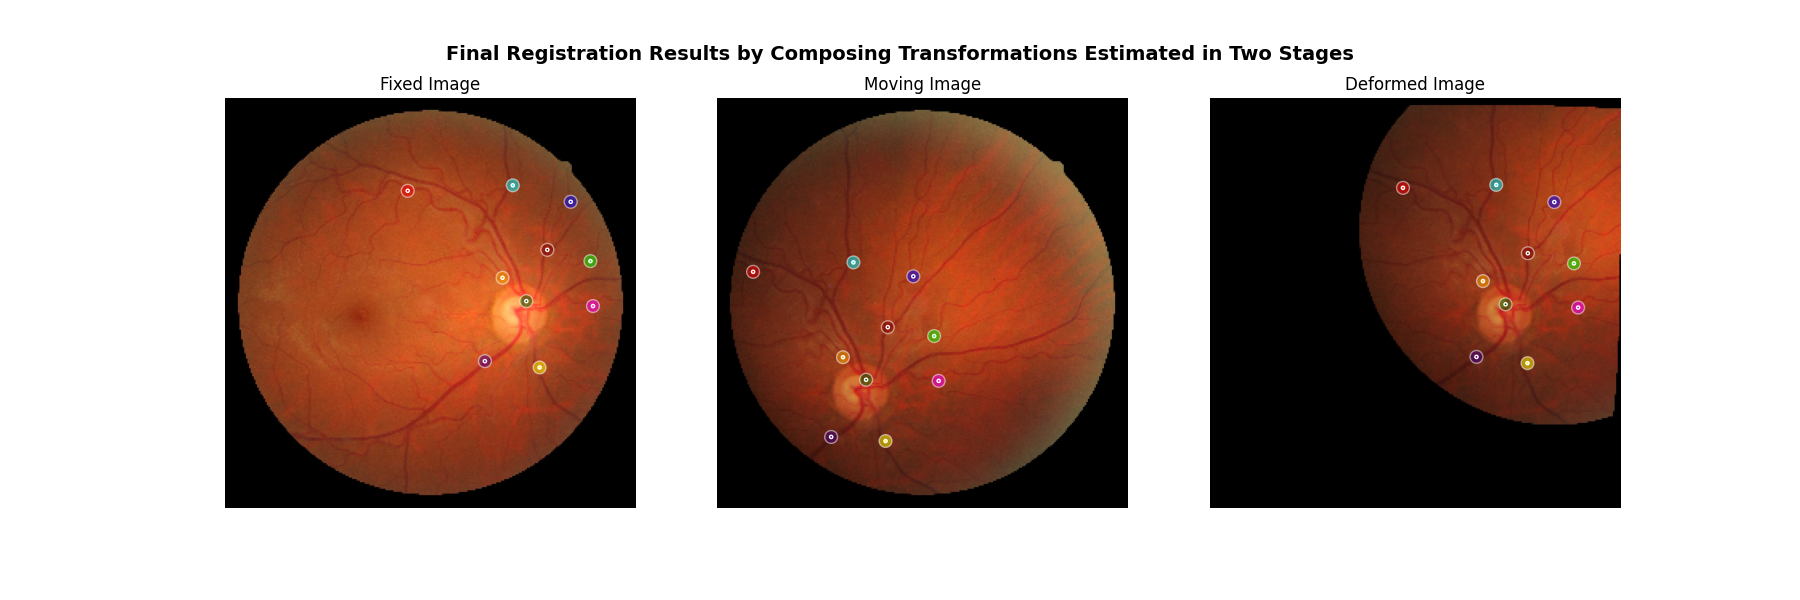 Final Registration Results by Composing Transformations Estimated in Two Stages
Fixed Image
Moving Image
Deformed Image